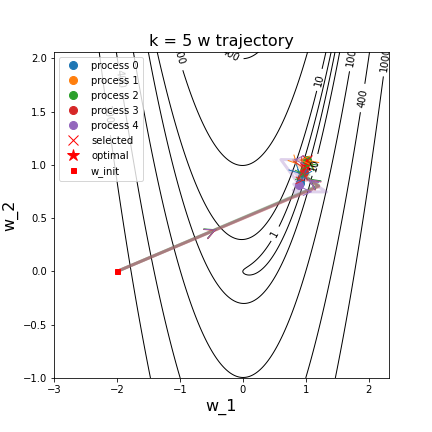 k = 5 w trajectory
process 0
process 1
process 2
process 3
process 4
selected
optimal
w_init
10
100
400
1000
10
1
2.0
1.5
1.0
0.5
0.0
−0.5
−1.0
w_2
−3
−2
−1
0
1
2
w_1